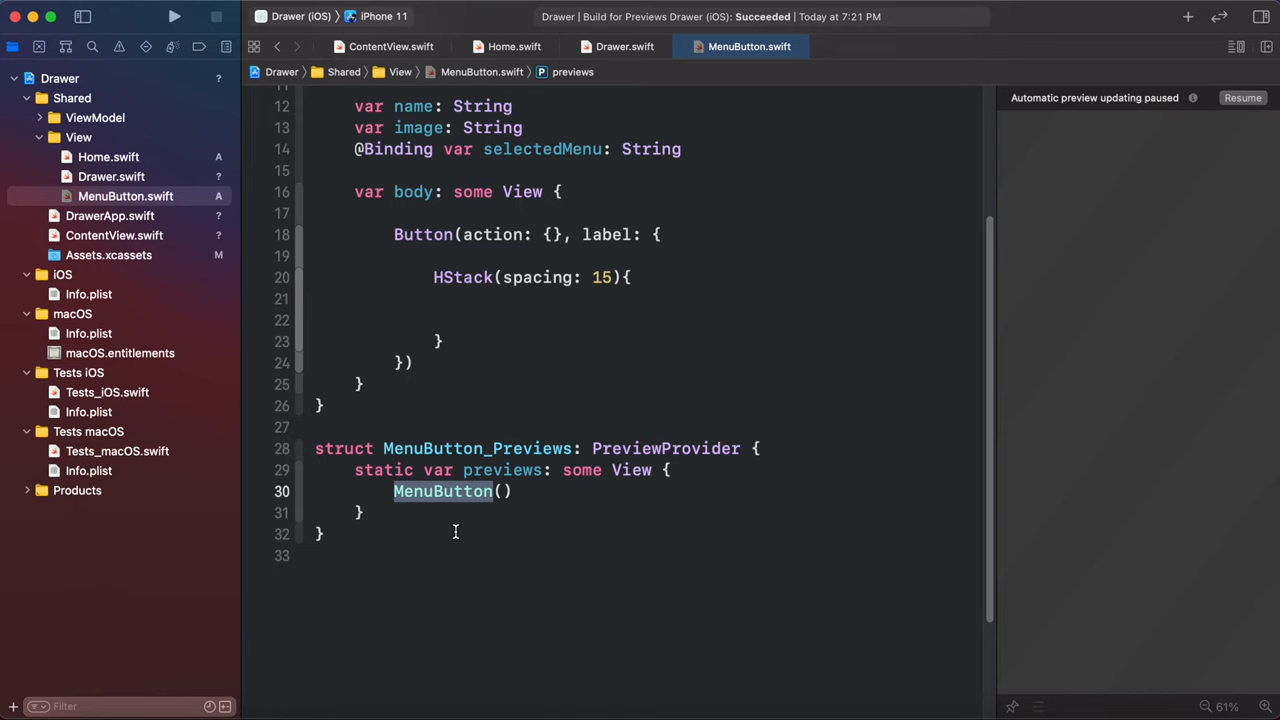 Drawer (iOS) 〉 iPhone 11
Drawer | Build for Previews Drawer (iOS): Succeeded | Today at 7:21 PM
ContentView.swift
Home.swift
Drawer.swift
MenuButton.swift
Drawer 〉 Shared 〉 View 〉 MenuButton.swift 〉 P previews
Drawer ?
Shared
ViewModel
View
Home.swift A
Drawer.swift ?
MenuButton.swift A
DrawerApp.swift ?
ContentView.swift ?
Assets.xcassets M
iOS
Info.plist
macOS
Info.plist
macOS.entitlements
Tests iOS
Tests_iOS.swift
Info.plist
Tests macOS
Tests_macOS.swift
Info.plist
Products
Filter
11
12 var name: String
13 var image: String
14 @Binding var selectedMenu: String
15
16 var body: some View {
17
18 Button(action: {}, label: {
19
20 HStack(spacing: 15){
21
22
23 }
24 })
25 }
26 }
27
28 struct MenuButton_Previews: PreviewProvider {
29 static var previews: some View {
30 MenuButton()
31 }
32 }
33
Automatic preview updating paused
Resume
61%